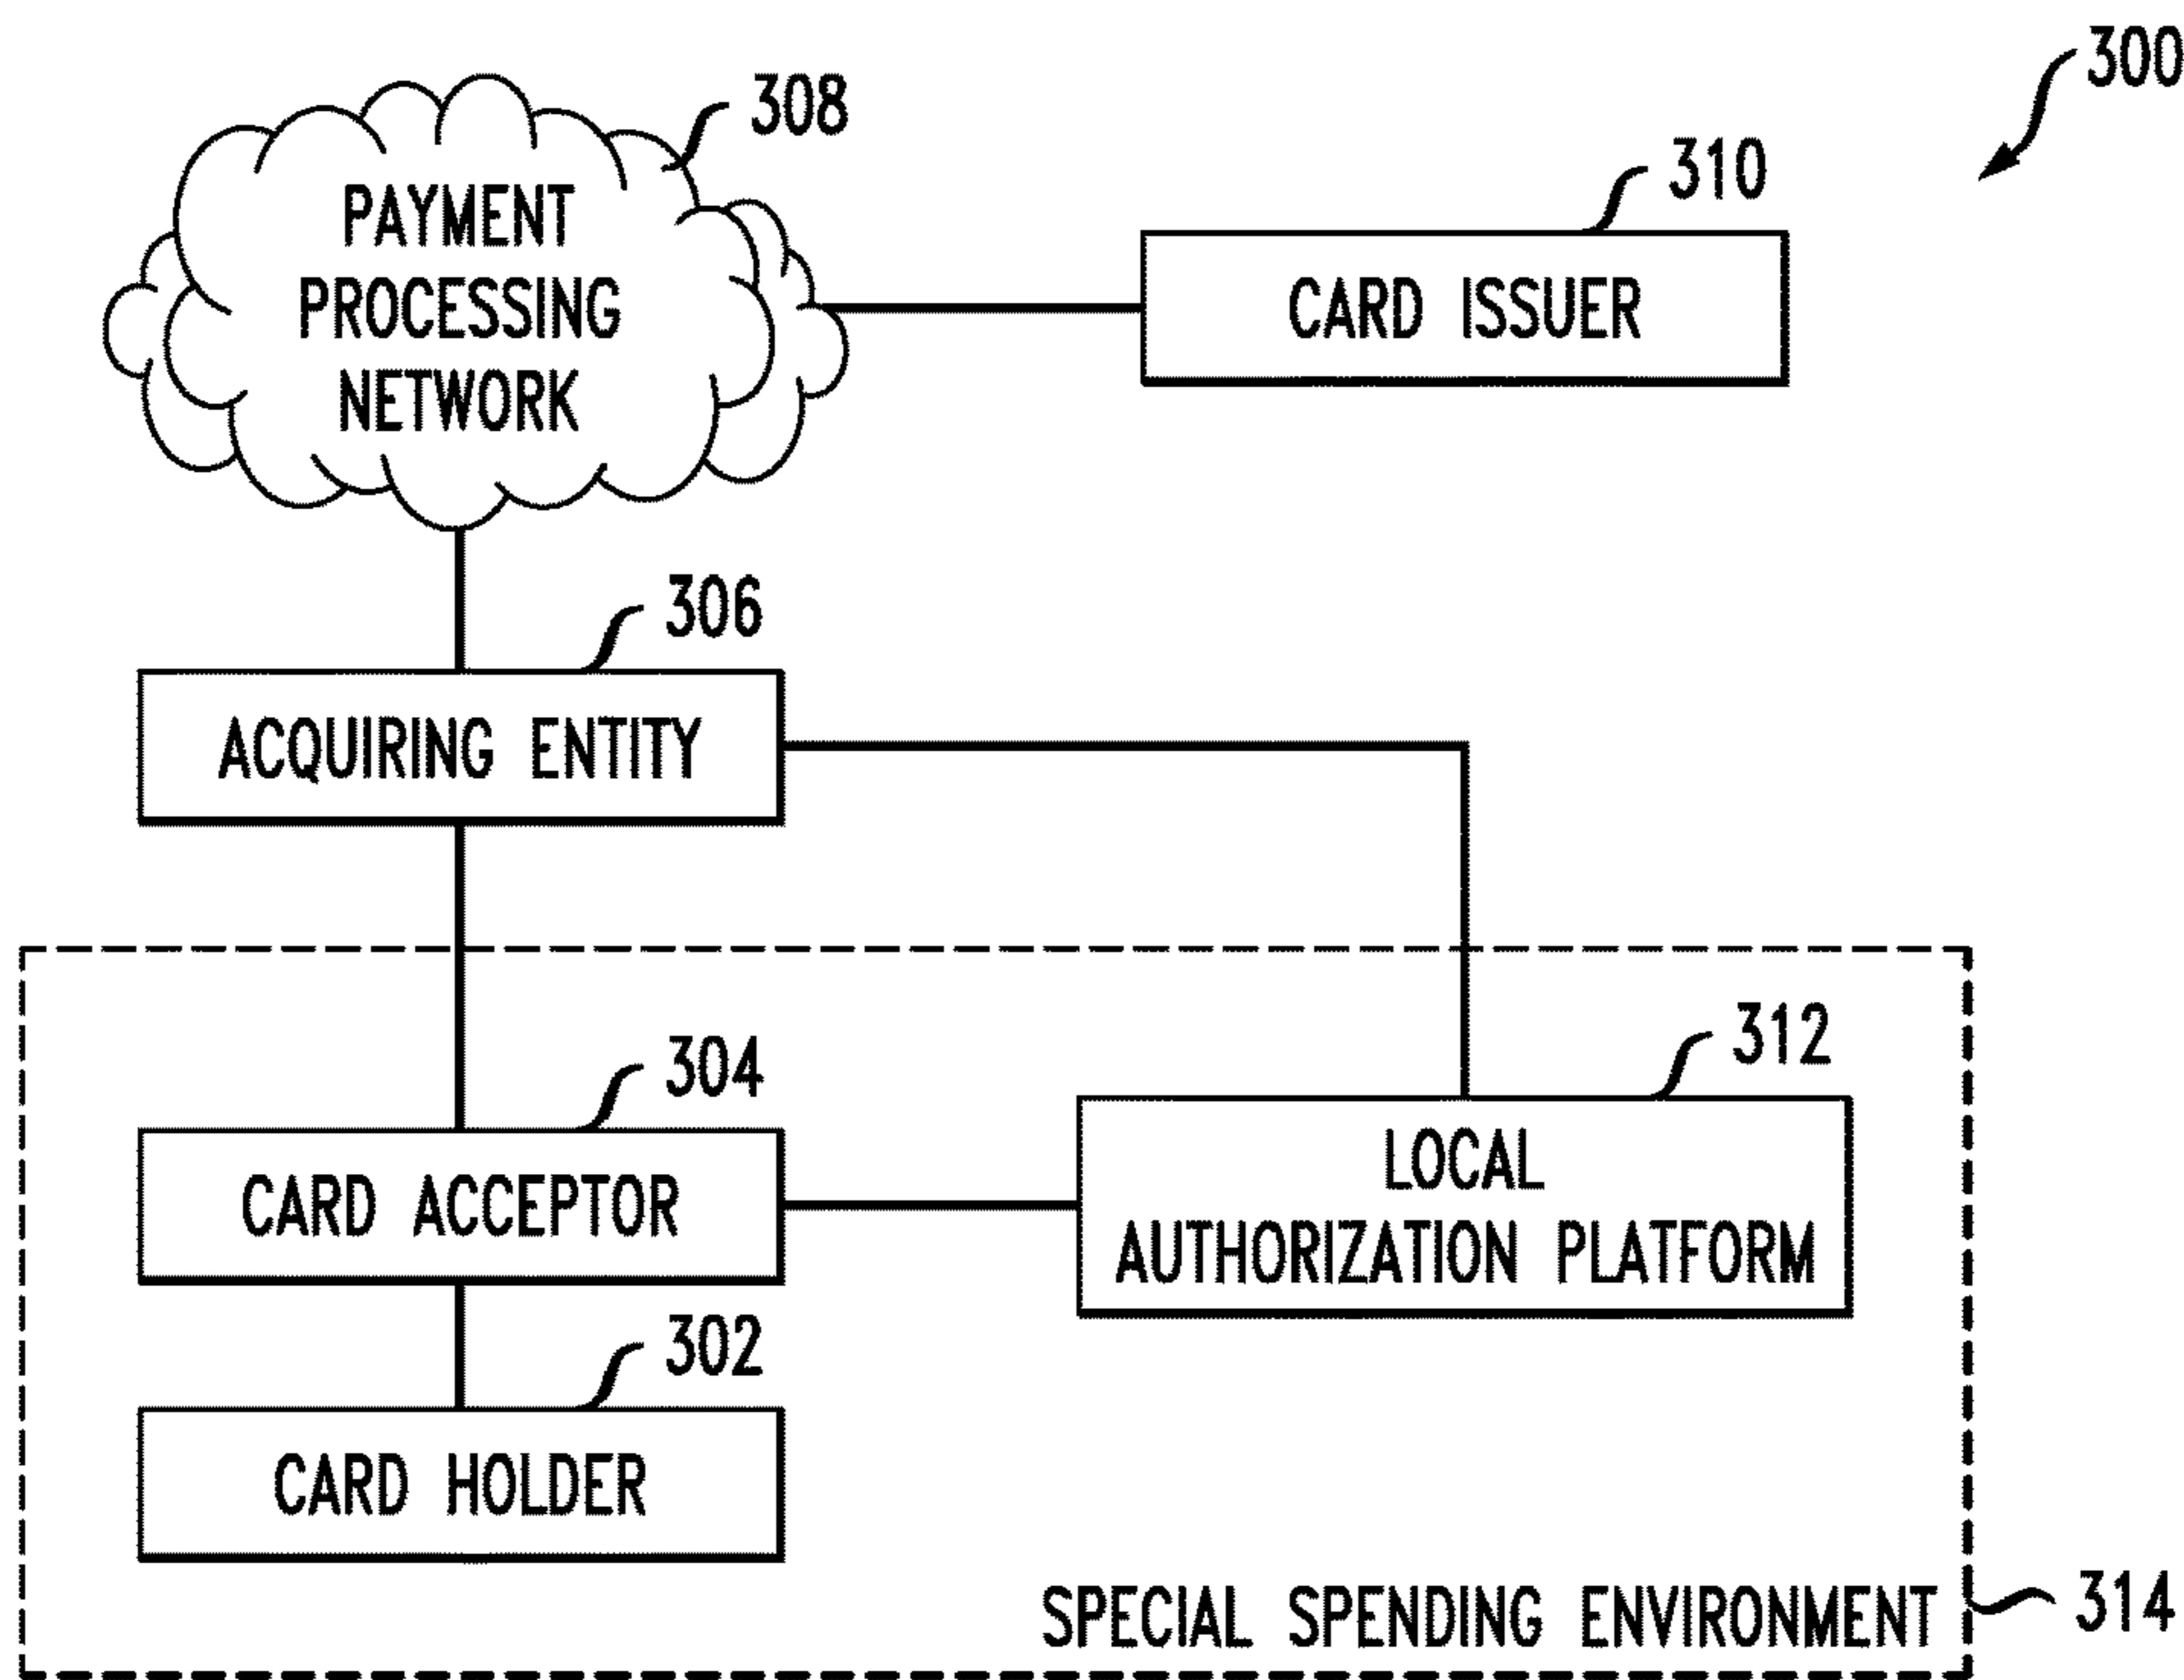 300
308
PAYMENT
PROCESSING
NETWORK
310
CARD ISSUER
306
ACQUIRING ENTITY
304
CARD ACCEPTOR
312
LOCAL
AUTHORIZATION PLATFORM
302
CARD HOLDER
SPECIAL SPENDING ENVIRONMENT
314